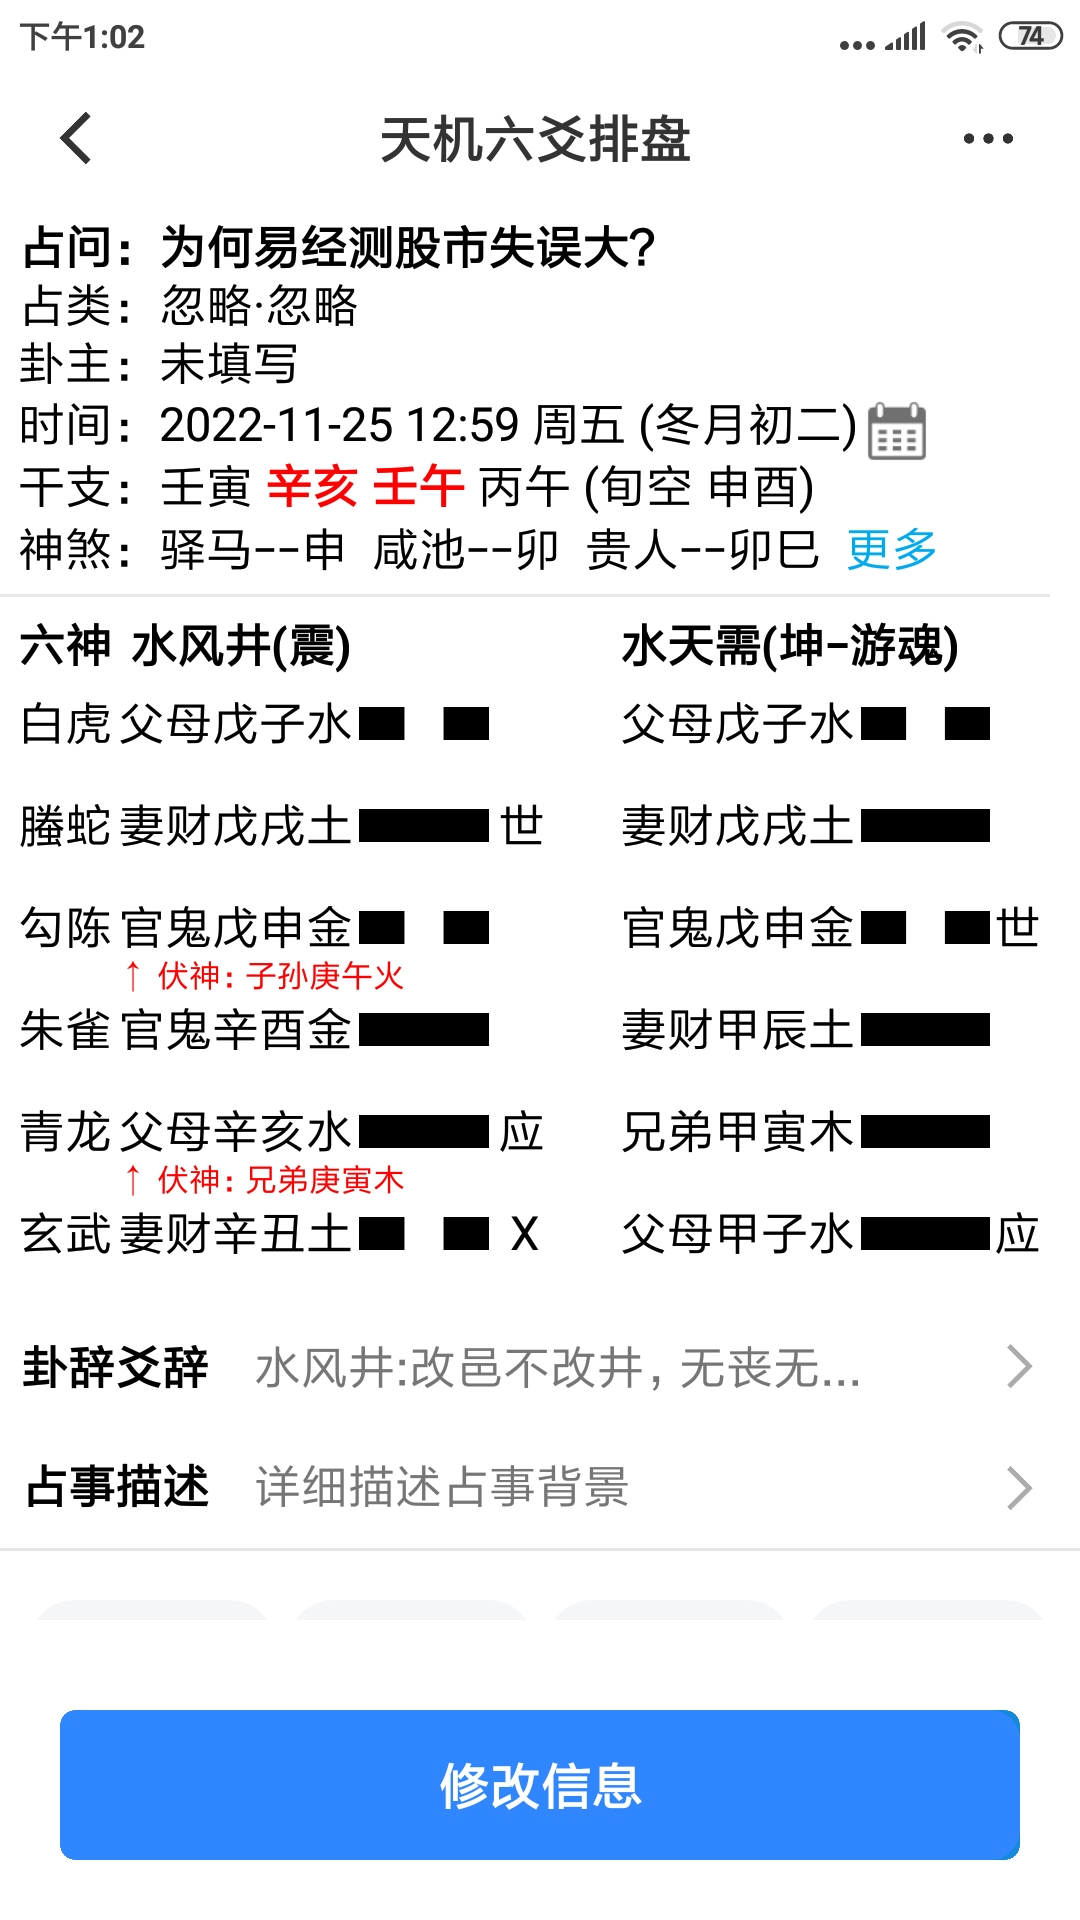 下午1:02
74
天机六爻排盘
占问：为何易经测股市失误大?
占类：忽略·忽略
卦主：未填写
时间：2022-11-25 12:59 周五 (冬月初二)
干支：壬寅 辛亥 壬午 丙午 (旬空 申酉)
神煞：驿马--申 咸池--卯 贵人--卯巳 更多
六神 水风井(震) 水天需(坤-游魂)
白虎 父母戊子水 父母戊子水
螣蛇 妻财戊戌土 世 妻财戊戌土
勾陈 官鬼戊申金 官鬼戊申金 世
↑ 伏神: 子孙庚午火
朱雀 官鬼辛酉金 妻财甲辰土
青龙 父母辛亥水 应 兄弟甲寅木
↑ 伏神: 兄弟庚寅木
玄武 妻财辛丑土 X 父母甲子水 应
卦辞爻辞 水风井:改邑不改井，无丧无...
占事描述 详细描述占事背景
修改信息